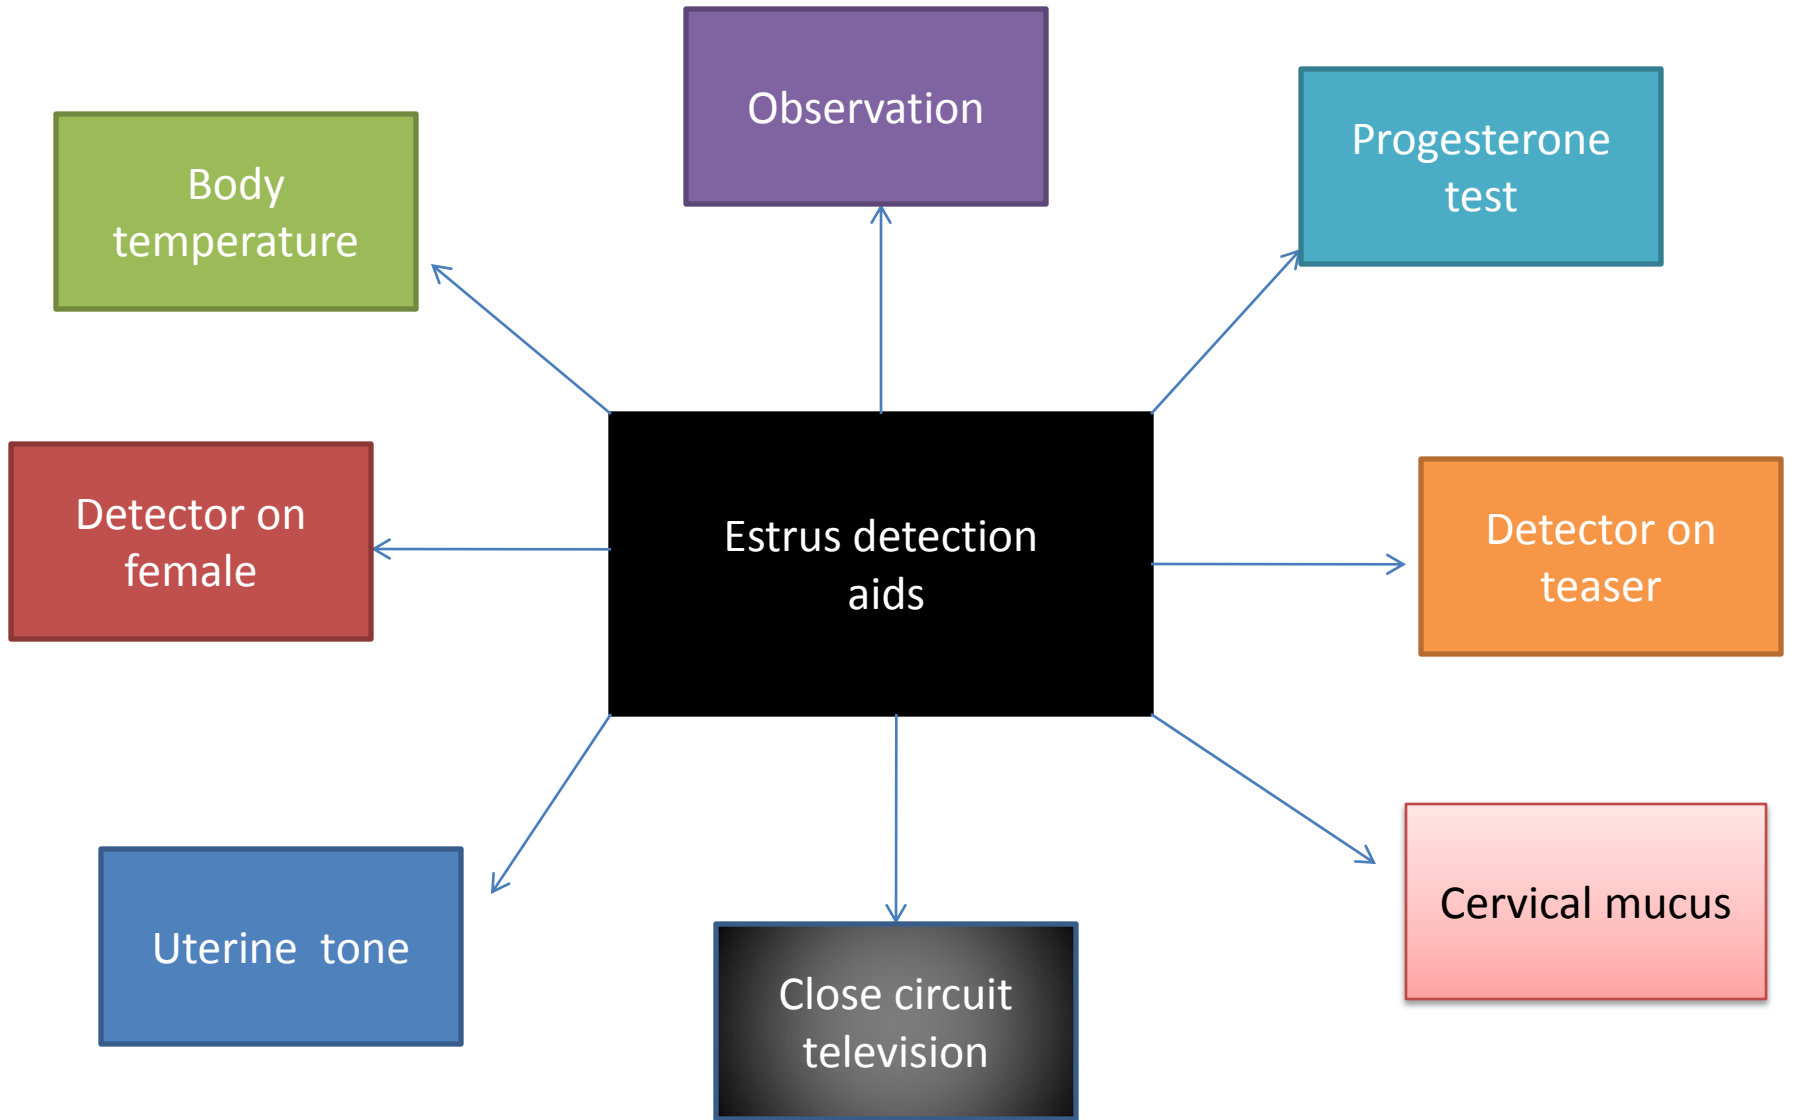 Observation
Progesterone
test
Body
temperature
Detector on
female
Estrus detection
aids
Detector on
teaser
Uterine  tone
Close circuit
television
Cervical mucus